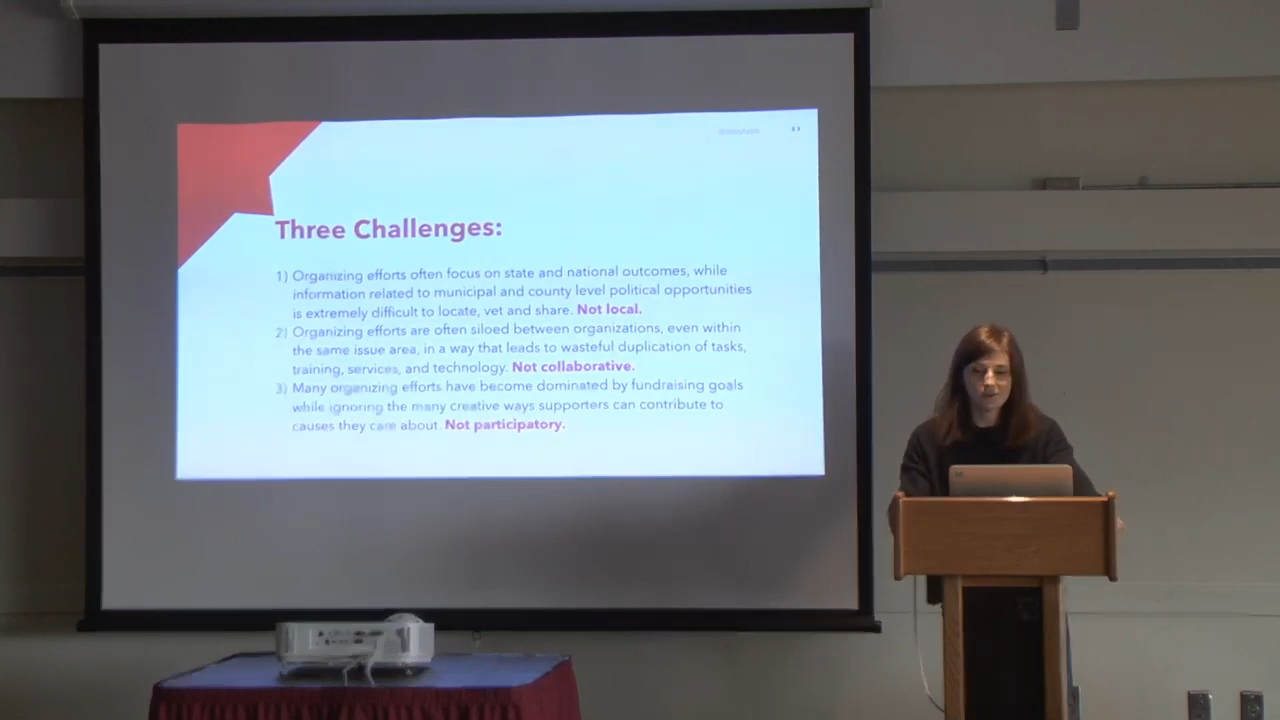 11
Three Challenges:
1) Organizing efforts often focus on state and national outcomes, while
information related to municipal and county level political opportunities
is extremely difficult to locate, vet and share. Not local.
2) Organizing efforts are often siloed between organizations, even within
the same issue area, in a way that leads to wasteful duplication of tasks,
training, services, and technology. Not collaborative.
3) Many organizing efforts have become dominated by fundraising goals
while ignoring the many creative ways supporters can contribute to
causes they care about. Not participatory.